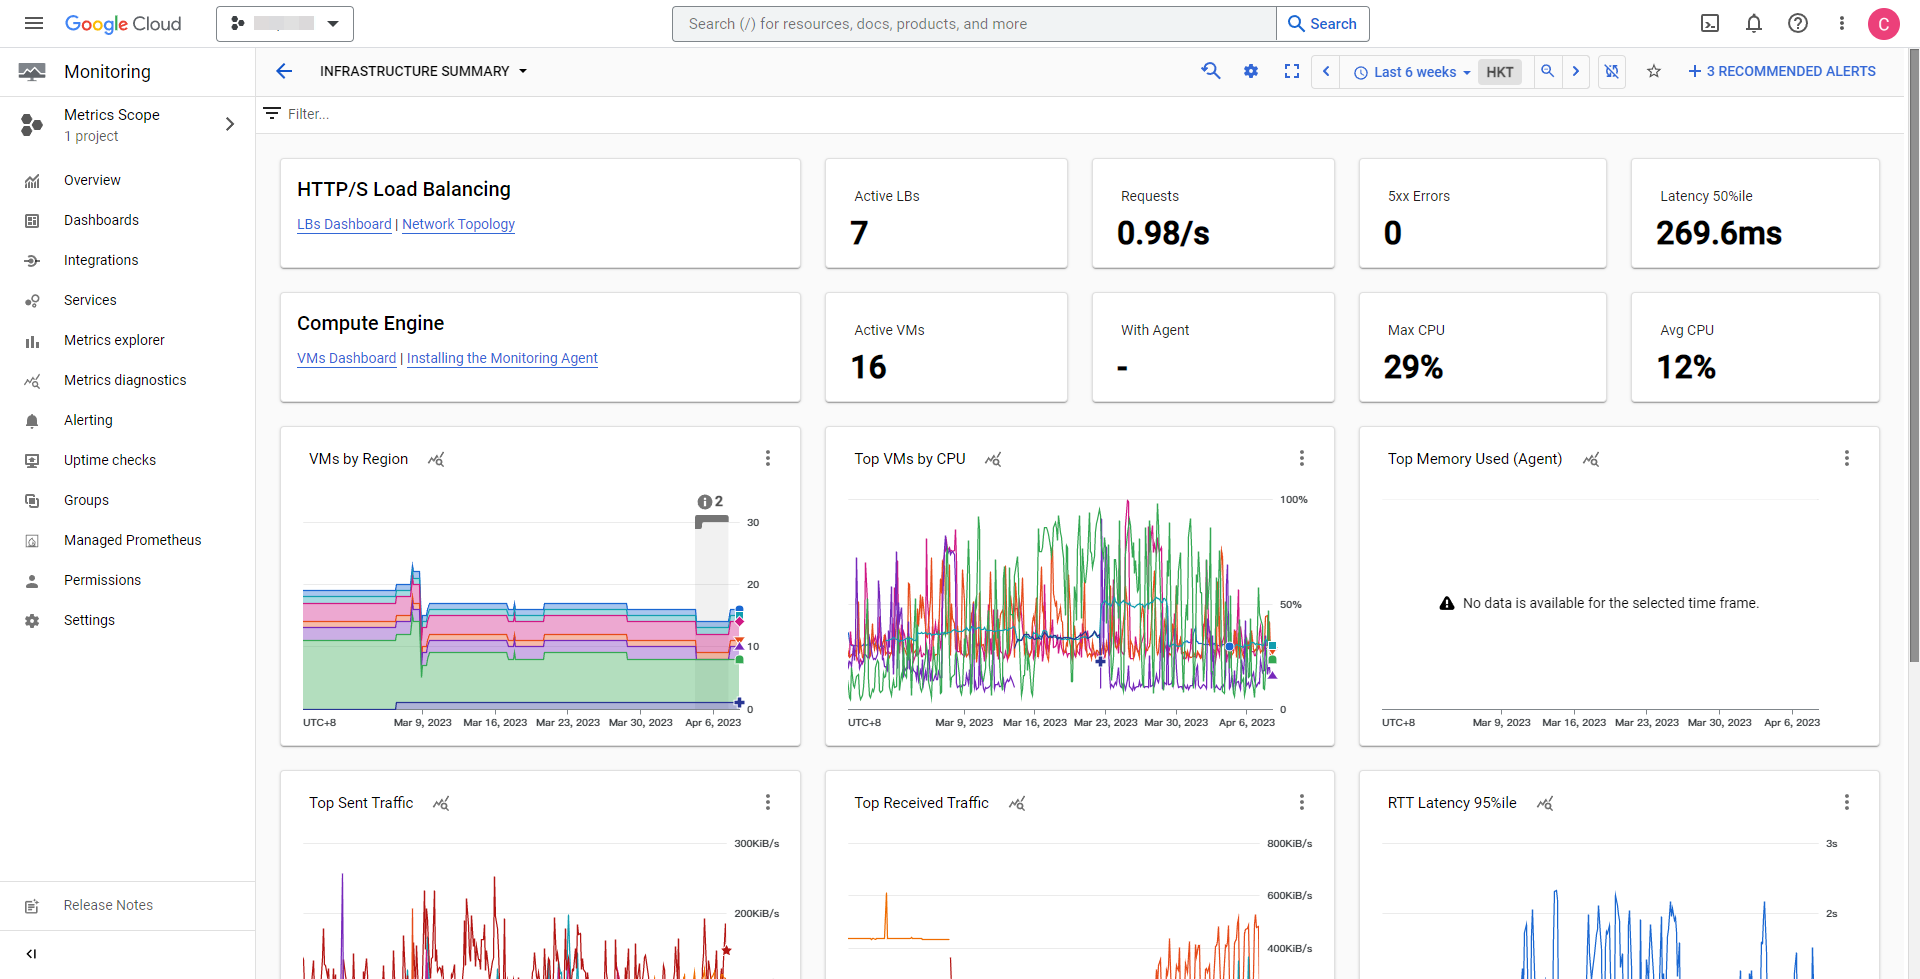 Google Cloud
Search (/) for resources, docs, products, and more
Search
C
Monitoring
INFRASTRUCTURE SUMMARY
Last 6 weeks
HKT
3 RECOMMENDED ALERTS
Metrics Scope
1 project
Filter...
Overview
Dashboards
Integrations
Services
Metrics explorer
Metrics diagnostics
Alerting
Uptime checks
Groups
Managed Prometheus
Permissions
Settings
Release Notes
HTTP/S Load Balancing
LBs Dashboard | Network Topology
Active LBs
7
Requests
0.98/s
5xx Errors
0
Latency 50%ile
269.6ms
Compute Engine
VMs Dashboard | Installing the Monitoring Agent
Active VMs
16
With Agent
-
Max CPU
29%
Avg CPU
12%
VMs by Region
2
30
20
10
0
UTC+8 Mar 9, 2023 Mar 16, 2023 Mar 23, 2023 Mar 30, 2023 Apr 6, 2023
Top VMs by CPU
100%
50%
0
UTC+8 Mar 9, 2023 Mar 16, 2023 Mar 23, 2023 Mar 30, 2023 Apr 6, 2023
Top Memory Used (Agent)
No data is available for the selected time frame.
UTC+8 Mar 9, 2023 Mar 16, 2023 Mar 23, 2023 Mar 30, 2023 Apr 6, 2023
Top Sent Traffic
300KiB/s
200KiB/s
Top Received Traffic
800KiB/s
600KiB/s
400KiB/s
RTT Latency 95%ile
3s
2s